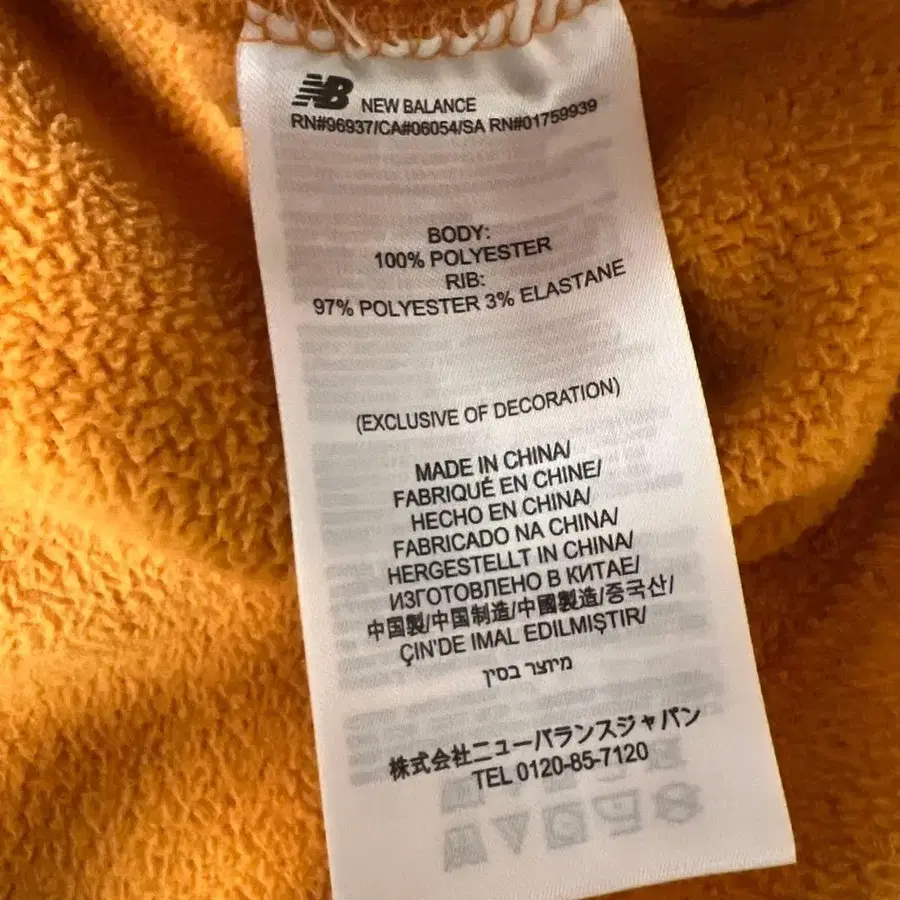 NB NEW BALANCE
RN#96937/CA#06054/SA RN#01759939
BODY:
100% POLYESTER
RIB:
97% POLYESTER 3% ELASTANE
(EXCLUSIVE OF DECORATION)
MADE IN CHINA/
FABRIQUÉ EN CHINE/
HECHO EN CHINA/
FABRICADO NA CHINA/
HERGESTELLT IN CHINA/
ИЗГОТОВЛЕНО В КИТАЕ/
中国製/中国制造/中國製造/중국산/
ÇIN'DE IMAL EDILMIŞTIR/
מיוצר בסין
株式会社ニューバランスジャパン
TEL 0120-85-7120